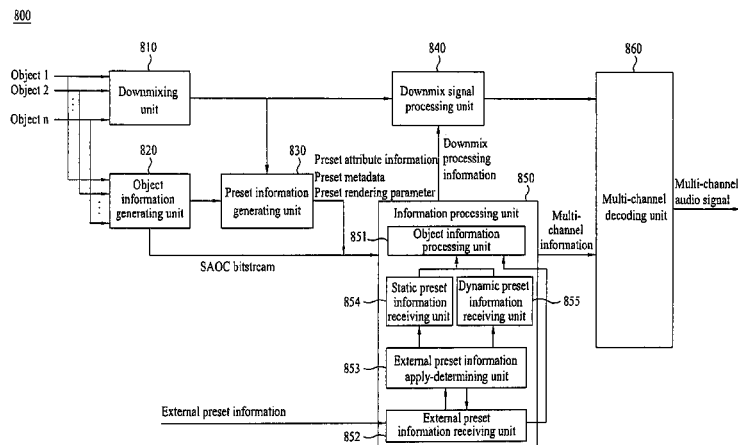 800
810
840
860
Object 1
Object 2
Object n
Downmixing
unit
Downmix signal
processing unit
820
830
Object
information
generating unit
Preset information
generating unit
Preset attribute information
Preset metadata
Preset rendering parameter
Downmix
processing
information
850
Multi-channel
decoding unit
Multi-channel
audio signal
Information processing unit
851
Object information
processing unit
Multi-
channel
information
SAOC bitstream
854
Static preset
information
receiving unit
Dynamic preset
information
receiving unit
855
853
External preset information
apply-determining unit
External preset information
852
External preset
information receiving unit